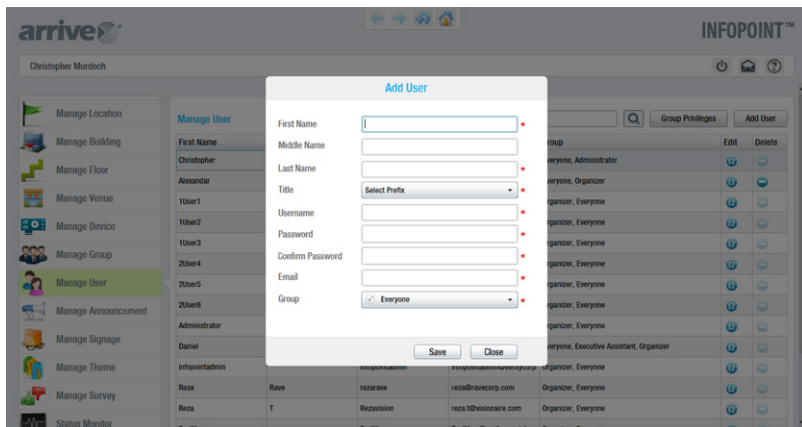 arrive
INFOPOINT™
Christopher Murdoch
Manage Location
Manage Building
Manage Floor
Manage Venue
Manage Device
Manage Group
Manage User
Manage Announcement
Manage Signage
Manage Theme
Manage Survey
Status Monitor
Manage User
Group Privileges
Add User
First Name
roup
Edit
Delete
Christopher
veryone, Administrator
Alexandar
veryone, Organizer
1User1
rganizer, Everyone
1User2
rganizer, Everyone
1User3
rganizer, Everyone
2User4
rganizer, Everyone
2User5
rganizer, Everyone
2User6
rganizer, Everyone
Administrator
rganizer, Everyone
Daniel
veryone, Executive Assistant, Organizer
infopointadmin
infopointadmin
infopointadmin@veritycorp
Organizer, Everyone
Reza
Rave
rezarave
reza@ravecorp.com
Organizer, Everyone
Reza
T
Rezavision
reza.t@visionaire.com
Organizer, Everyone
Add User
First Name
*
Middle Name
Last Name
*
Title
Select Prefix
*
Username
*
Password
*
Confirm Password
*
Email
*
Group
Everyone
*
Save
Close